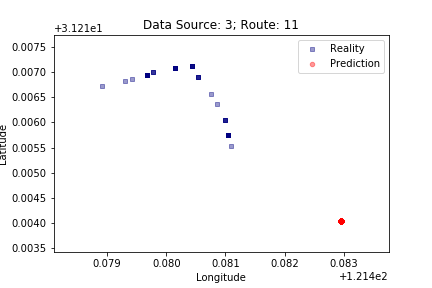 Data Source: 3; Route: 11
+3.121e1
Reality
Prediction
0.0075
0.0070
0.0065
0.0060
0.0055
0.0050
0.0045
0.0040
0.0035
Latitude
0.079 0.080 0.081 0.082 0.083
+1.214e2
Longitude